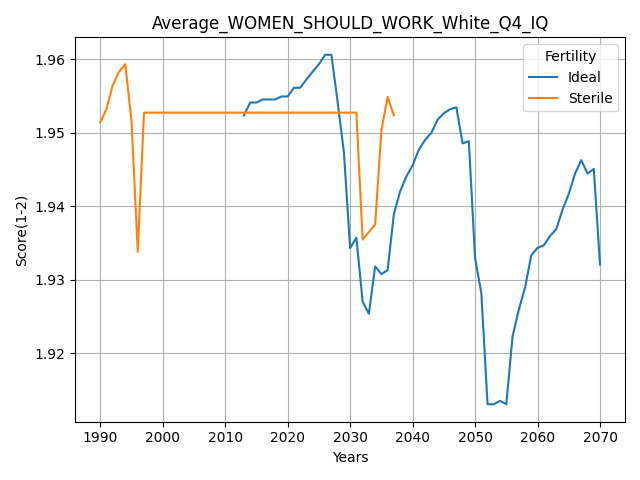 Average_WOMEN_SHOULD_WORK_White_Q4_IQ
Fertility
Ideal
Sterile
Score(1-2)
1.96
1.95
1.94
1.93
1.92
1990 2000 2010 2020 2030 2040 2050 2060 2070
Years